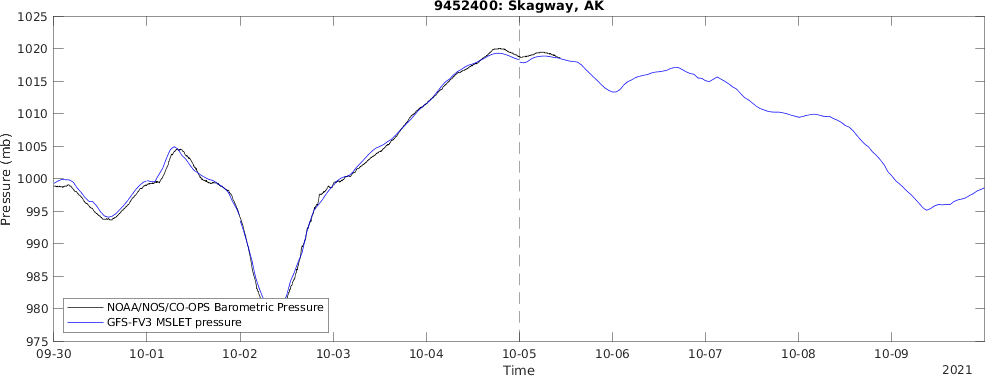 9452400: Skagway, AK
1025
1020
1015
1010
1005
1000
995
990
985
980
975
Pressure (mb)
NOAA/NOS/CO-OPS Barometric Pressure
GFS-FV3 MSLET pressure
09-30 10-01 10-02 10-03 10-04 10-05 10-06 10-07 10-08 10-09
Time
2021